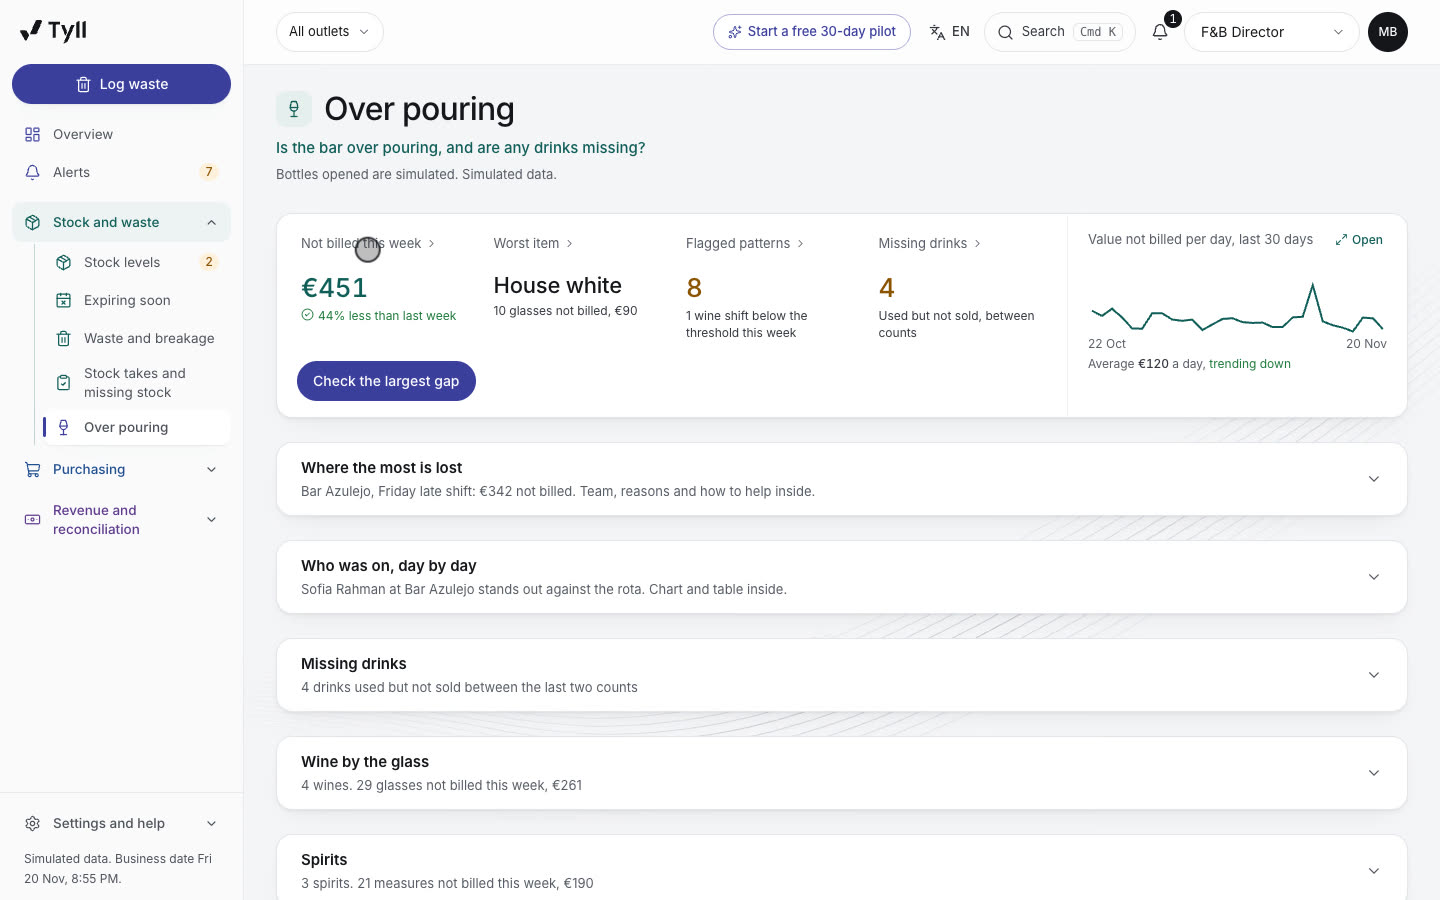 Tyll
All outlets
Start a free 30-day pilot
EN
Search
Cmd K
1
F&B Director
MB
Log waste
Overview
Alerts
7
Stock and waste
Stock levels
2
Expiring soon
Waste and breakage
Stock takes and
missing stock
Over pouring
Purchasing
Revenue and
reconciliation
Settings and help
Simulated data. Business date Fri
20 Nov, 8:55 PM.
Over pouring
Is the bar over pouring, and are any drinks missing?
Bottles opened are simulated. Simulated data.
Not billed this week
€451
44% less than last week
Worst item
House white
10 glasses not billed, €90
Flagged patterns
8
1 wine shift below the
threshold this week
Missing drinks
4
Used but not sold, between
counts
Check the largest gap
Value not billed per day, last 30 days
Open
22 Oct
20 Nov
Average €120 a day, trending down
Where the most is lost
Bar Azulejo, Friday late shift: €342 not billed. Team, reasons and how to help inside.
Who was on, day by day
Sofia Rahman at Bar Azulejo stands out against the rota. Chart and table inside.
Missing drinks
4 drinks used but not sold between the last two counts
Wine by the glass
4 wines. 29 glasses not billed this week, €261
Spirits
3 spirits. 21 measures not billed this week, €190